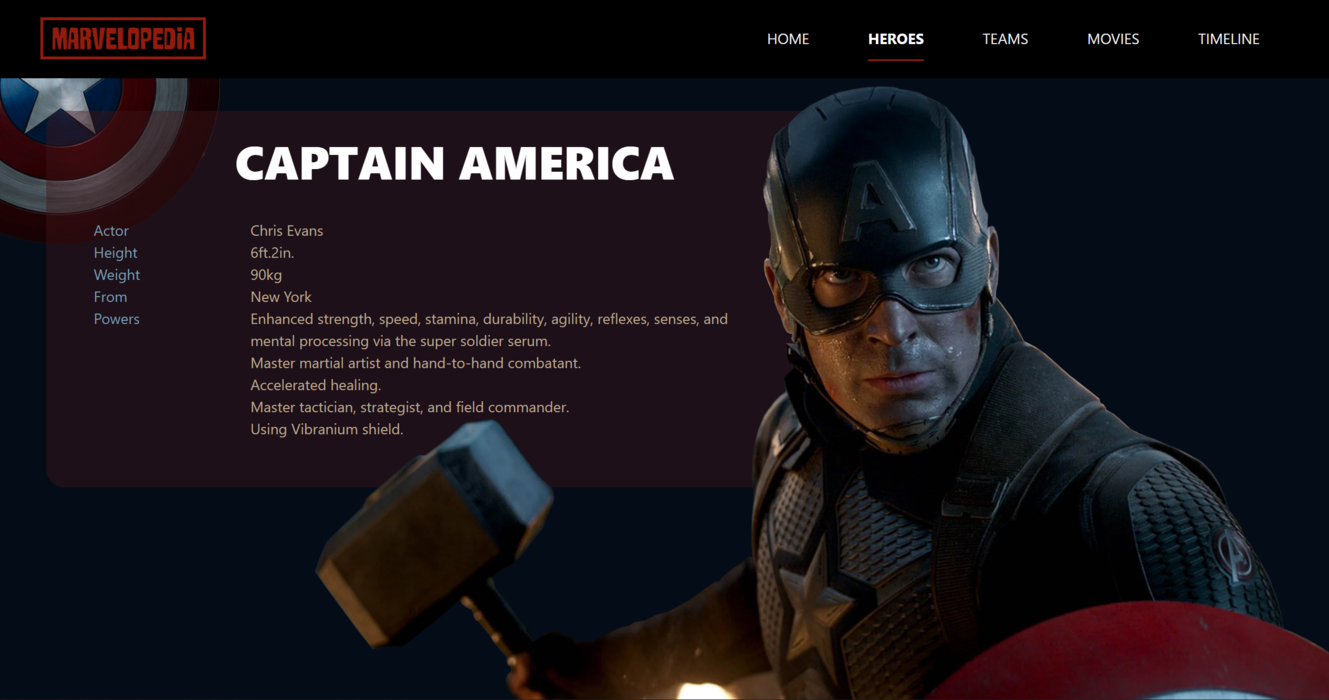 MARVELOPEDiA
HOME
HEROES
TEAMS
MOVIES
TIMELINE
CAPTAIN AMERICA
Actor
Chris Evans
Height
6ft.2in.
Weight
90kg
From
New York
Powers
Enhanced strength, speed, stamina, durability, agility, reflexes, senses, and
mental processing via the super soldier serum.
Master martial artist and hand-to-hand combatant.
Accelerated healing.
Master tactician, strategist, and field commander.
Using Vibranium shield.
A